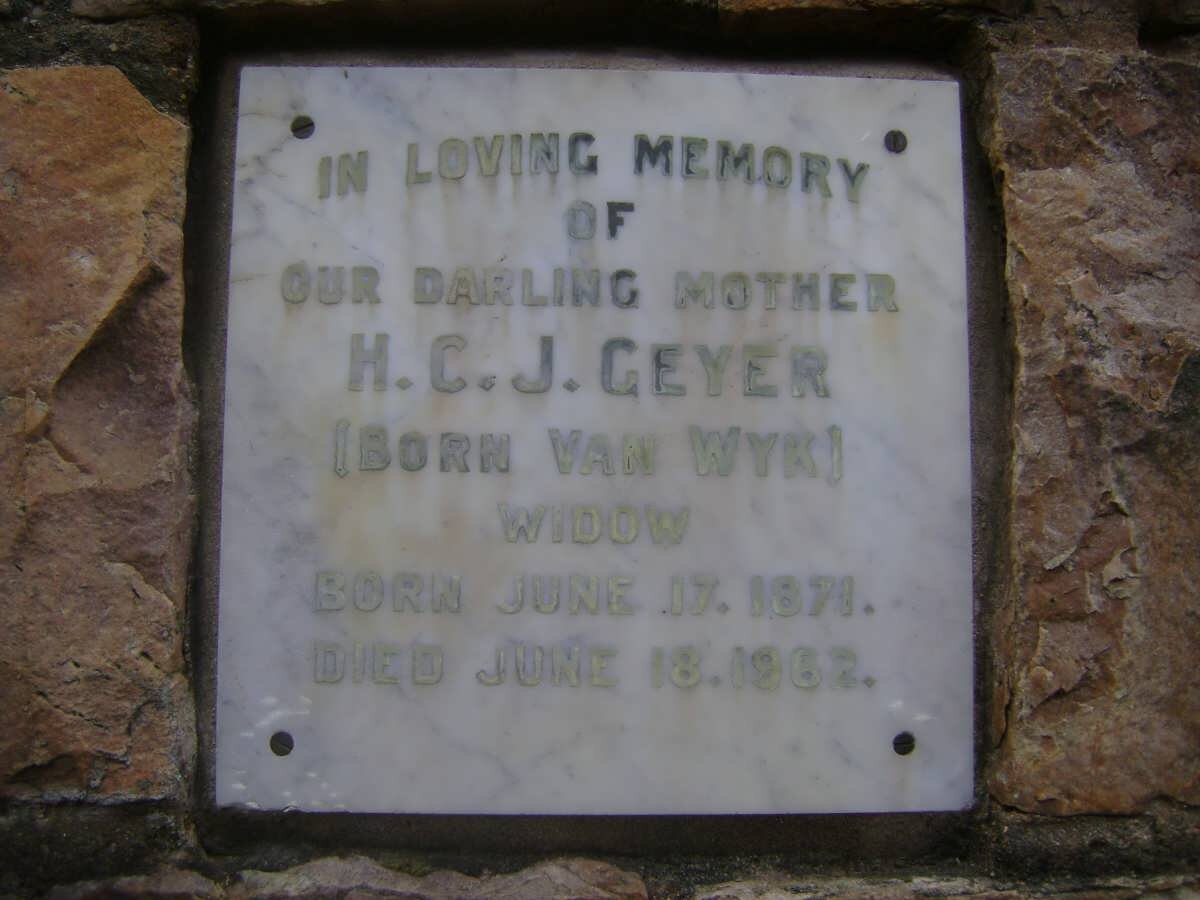 IN LOVING MEMORY
OF
OUR DARLING MOTHER
H. C. J. GEYER
[BORN VAN WYK]
WIDOW
BORN JUNE 17. 1871.
DIED JUNE 18. 1962.